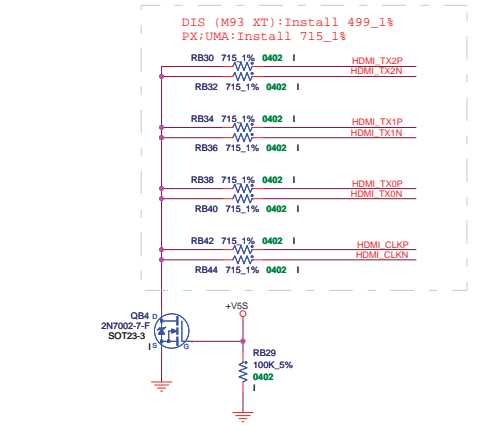 DIS (M93 XT):Install 499_1%
PX;UMA:Install 715_1%
RB30 715_1% 0402 I HDMI_TX2P
HDMI_TX2N
RB32 715_1% 0402 I
RB34 715_1% 0402 I HDMI_TX1P
HDMI_TX1N
RB36 715_1% 0402 I
RB38 715_1% 0402 I HDMI_TX0P
HDMI_TX0N
RB40 715_1% 0402 I
RB42 715_1% 0402 I HDMI_CLKP
HDMI_CLKN
RB44 715_1% 0402 I
+V5S
QB4 D
2N7002-7-F
SOT23-3
I S G
RB29
100K_5%
0402
I